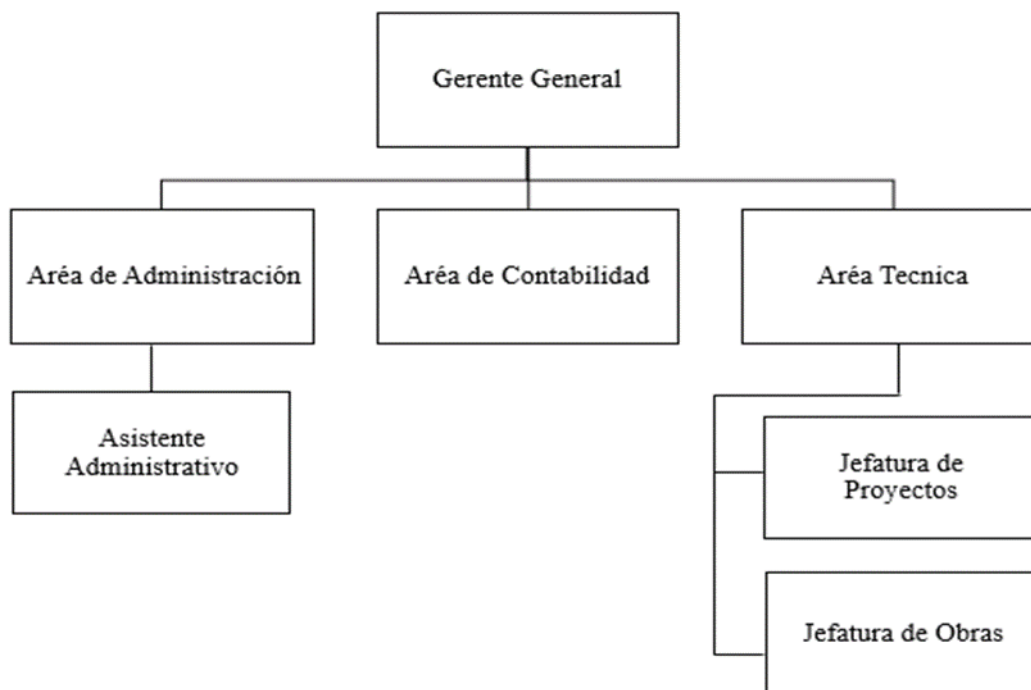 Gerente General
Aréa de Administración
Aréa de Contabilidad
Aréa Tecnica
Asistente
Administrativo
Jefatura de
Proyectos
Jefatura de Obras